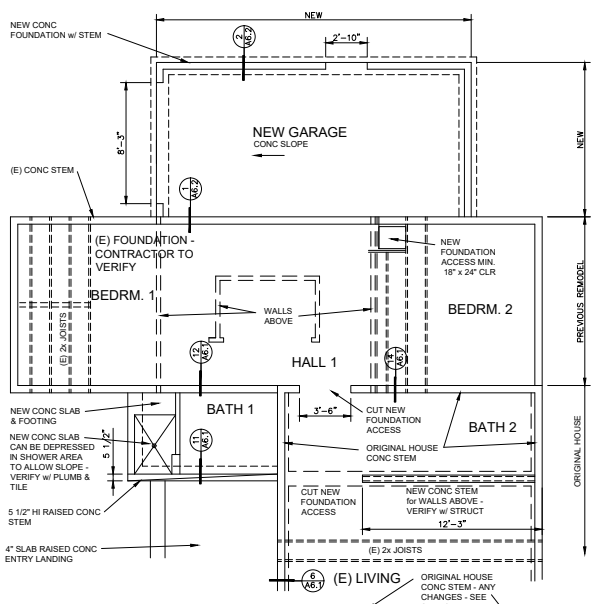 NEW
NEW CONC
FOUNDATION w/ STEM
2
A6.2
2'-10"
NEW GARAGE
CONC SLOPE
8'-3"
NEW
(E) CONC STEM
1
A6.2
(E) FOUNDATION -
CONTRACTOR TO
VERIFY
NEW
FOUNDATION
ACCESS MIN.
18" x 24" CLR
BEDRM. 1
WALLS
ABOVE
BEDRM. 2
PREVIOUS REMODEL
(E) 2x JOISTS
12
A6.1
HALL 1
14
A6.1
NEW CONC SLAB
& FOOTING
BATH 1
3'-6"
CUT NEW
FOUNDATION
ACCESS
BATH 2
NEW CONC SLAB
CAN BE DEPRESSED
IN SHOWER AREA
TO ALLOW SLOPE -
VERIFY w/ PLUMB &
TILE
5 1/2"
11
A6.1
ORIGINAL HOUSE
CONC STEM
ORIGINAL HOUSE
5 1/2" HI RAISED CONC
STEM
CUT NEW
FOUNDATION
ACCESS
NEW CONC STEM
for WALLS ABOVE -
VERIFY w/ STRUCT
12'-3"
4" SLAB RAISED CONC
ENTRY LANDING
(E) 2x JOISTS
6
A6.1
(E) LIVING
ORIGINAL HOUSE
CONC STEM - ANY
CHANGES - SEE